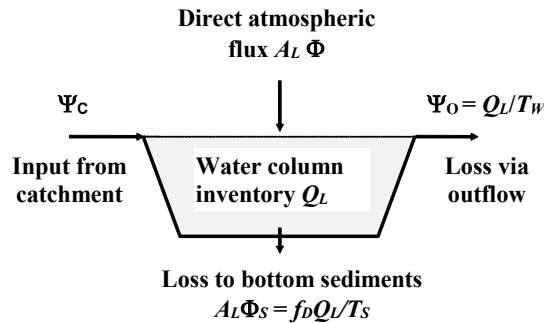 Direct atmospheric
flux A_L Φ
Ψ_C
Ψ_O = Q_L/T_W
Input from
catchment
Water column
inventory Q_L
Loss via
outflow
Loss to bottom sediments
A_LΦ_S = f_DQ_L/T_S